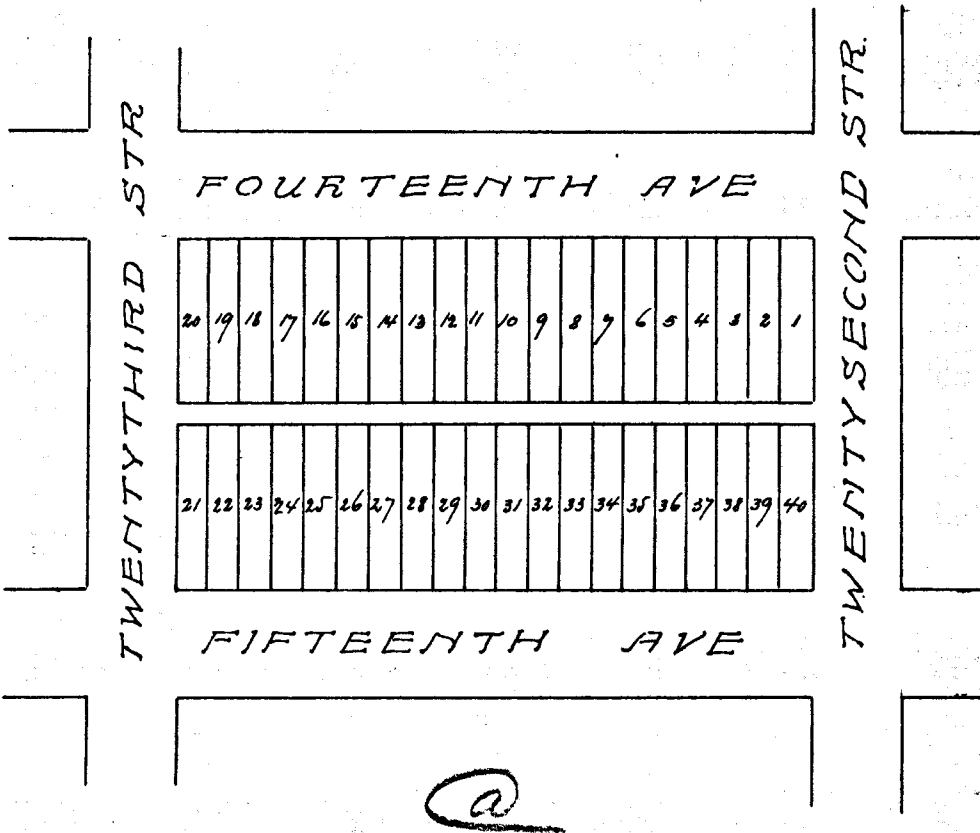 FOURTEENTH AVE
TWENTYTHIRD STR
TWENTYSECOND STR.
20 19 18 17 16 15 14 13 12 11 10 9 8 7 6 5 4 3 2 1
21 22 23 24 25 26 27 28 29 30 31 32 33 34 35 36 37 38 39 40
FIFTEENTH AVE
a